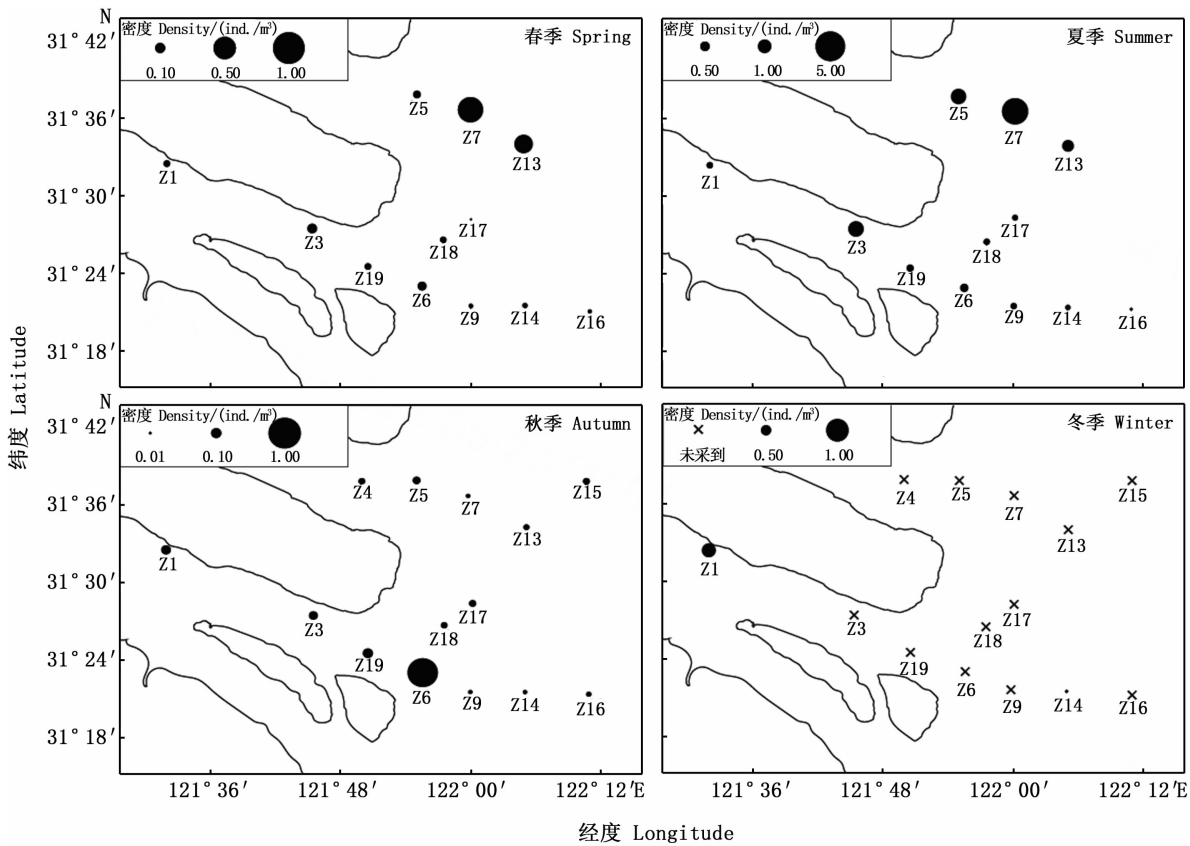 N
密度 Density/(ind./m³)
0.10 0.50 1.00
春季 Spring
31°42′
31°36′
31°30′
31°24′
31°18′
Z5
Z7
Z13
Z1
Z3
Z17
Z18
Z19
Z6
Z9
Z14
Z16
密度 Density/(ind./m³)
0.50 1.00 5.00
夏季 Summer
Z5
Z7
Z13
Z1
Z3
Z17
Z18
Z19
Z6
Z9
Z14
Z16
纬度 Latitude
N
密度 Density/(ind./m³)
0.01 0.10 1.00
秋季 Autumn
31°42′
31°36′
31°30′
31°24′
31°18′
Z4
Z5
Z7
Z15
Z13
Z1
Z3
Z17
Z18
Z19
Z6
Z9
Z14
Z16
121°36′ 121°48′ 122°00′ 122°12′E
密度 Density/(ind./m³)
未采到 0.50 1.00
冬季 Winter
Z4
Z5
Z7
Z15
Z13
Z1
Z3
Z17
Z18
Z19
Z6
Z9
Z14
Z16
121°36′ 121°48′ 122°00′ 122°12′E
经度 Longitude